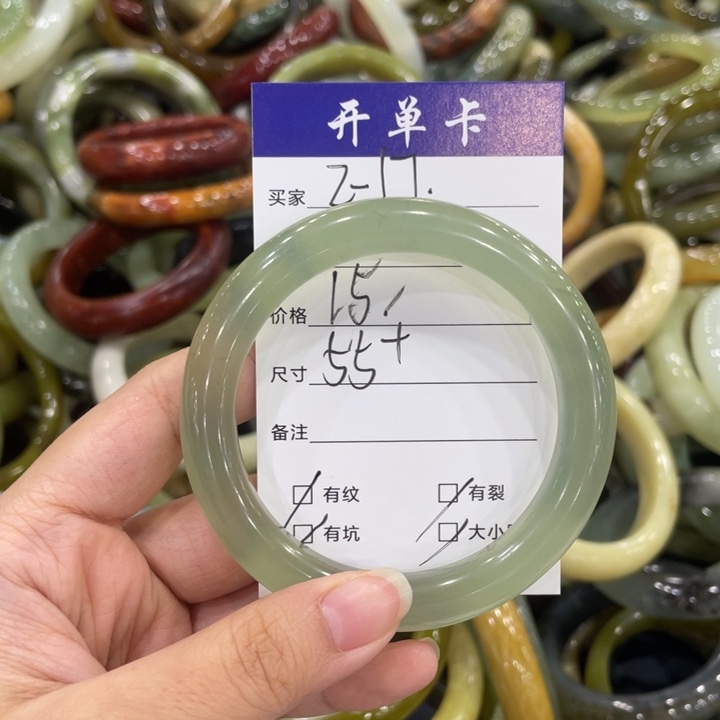 开单卡
买家 2-17.
价格 15/
尺寸 55+
备注
有纹 有裂
有坑 大小